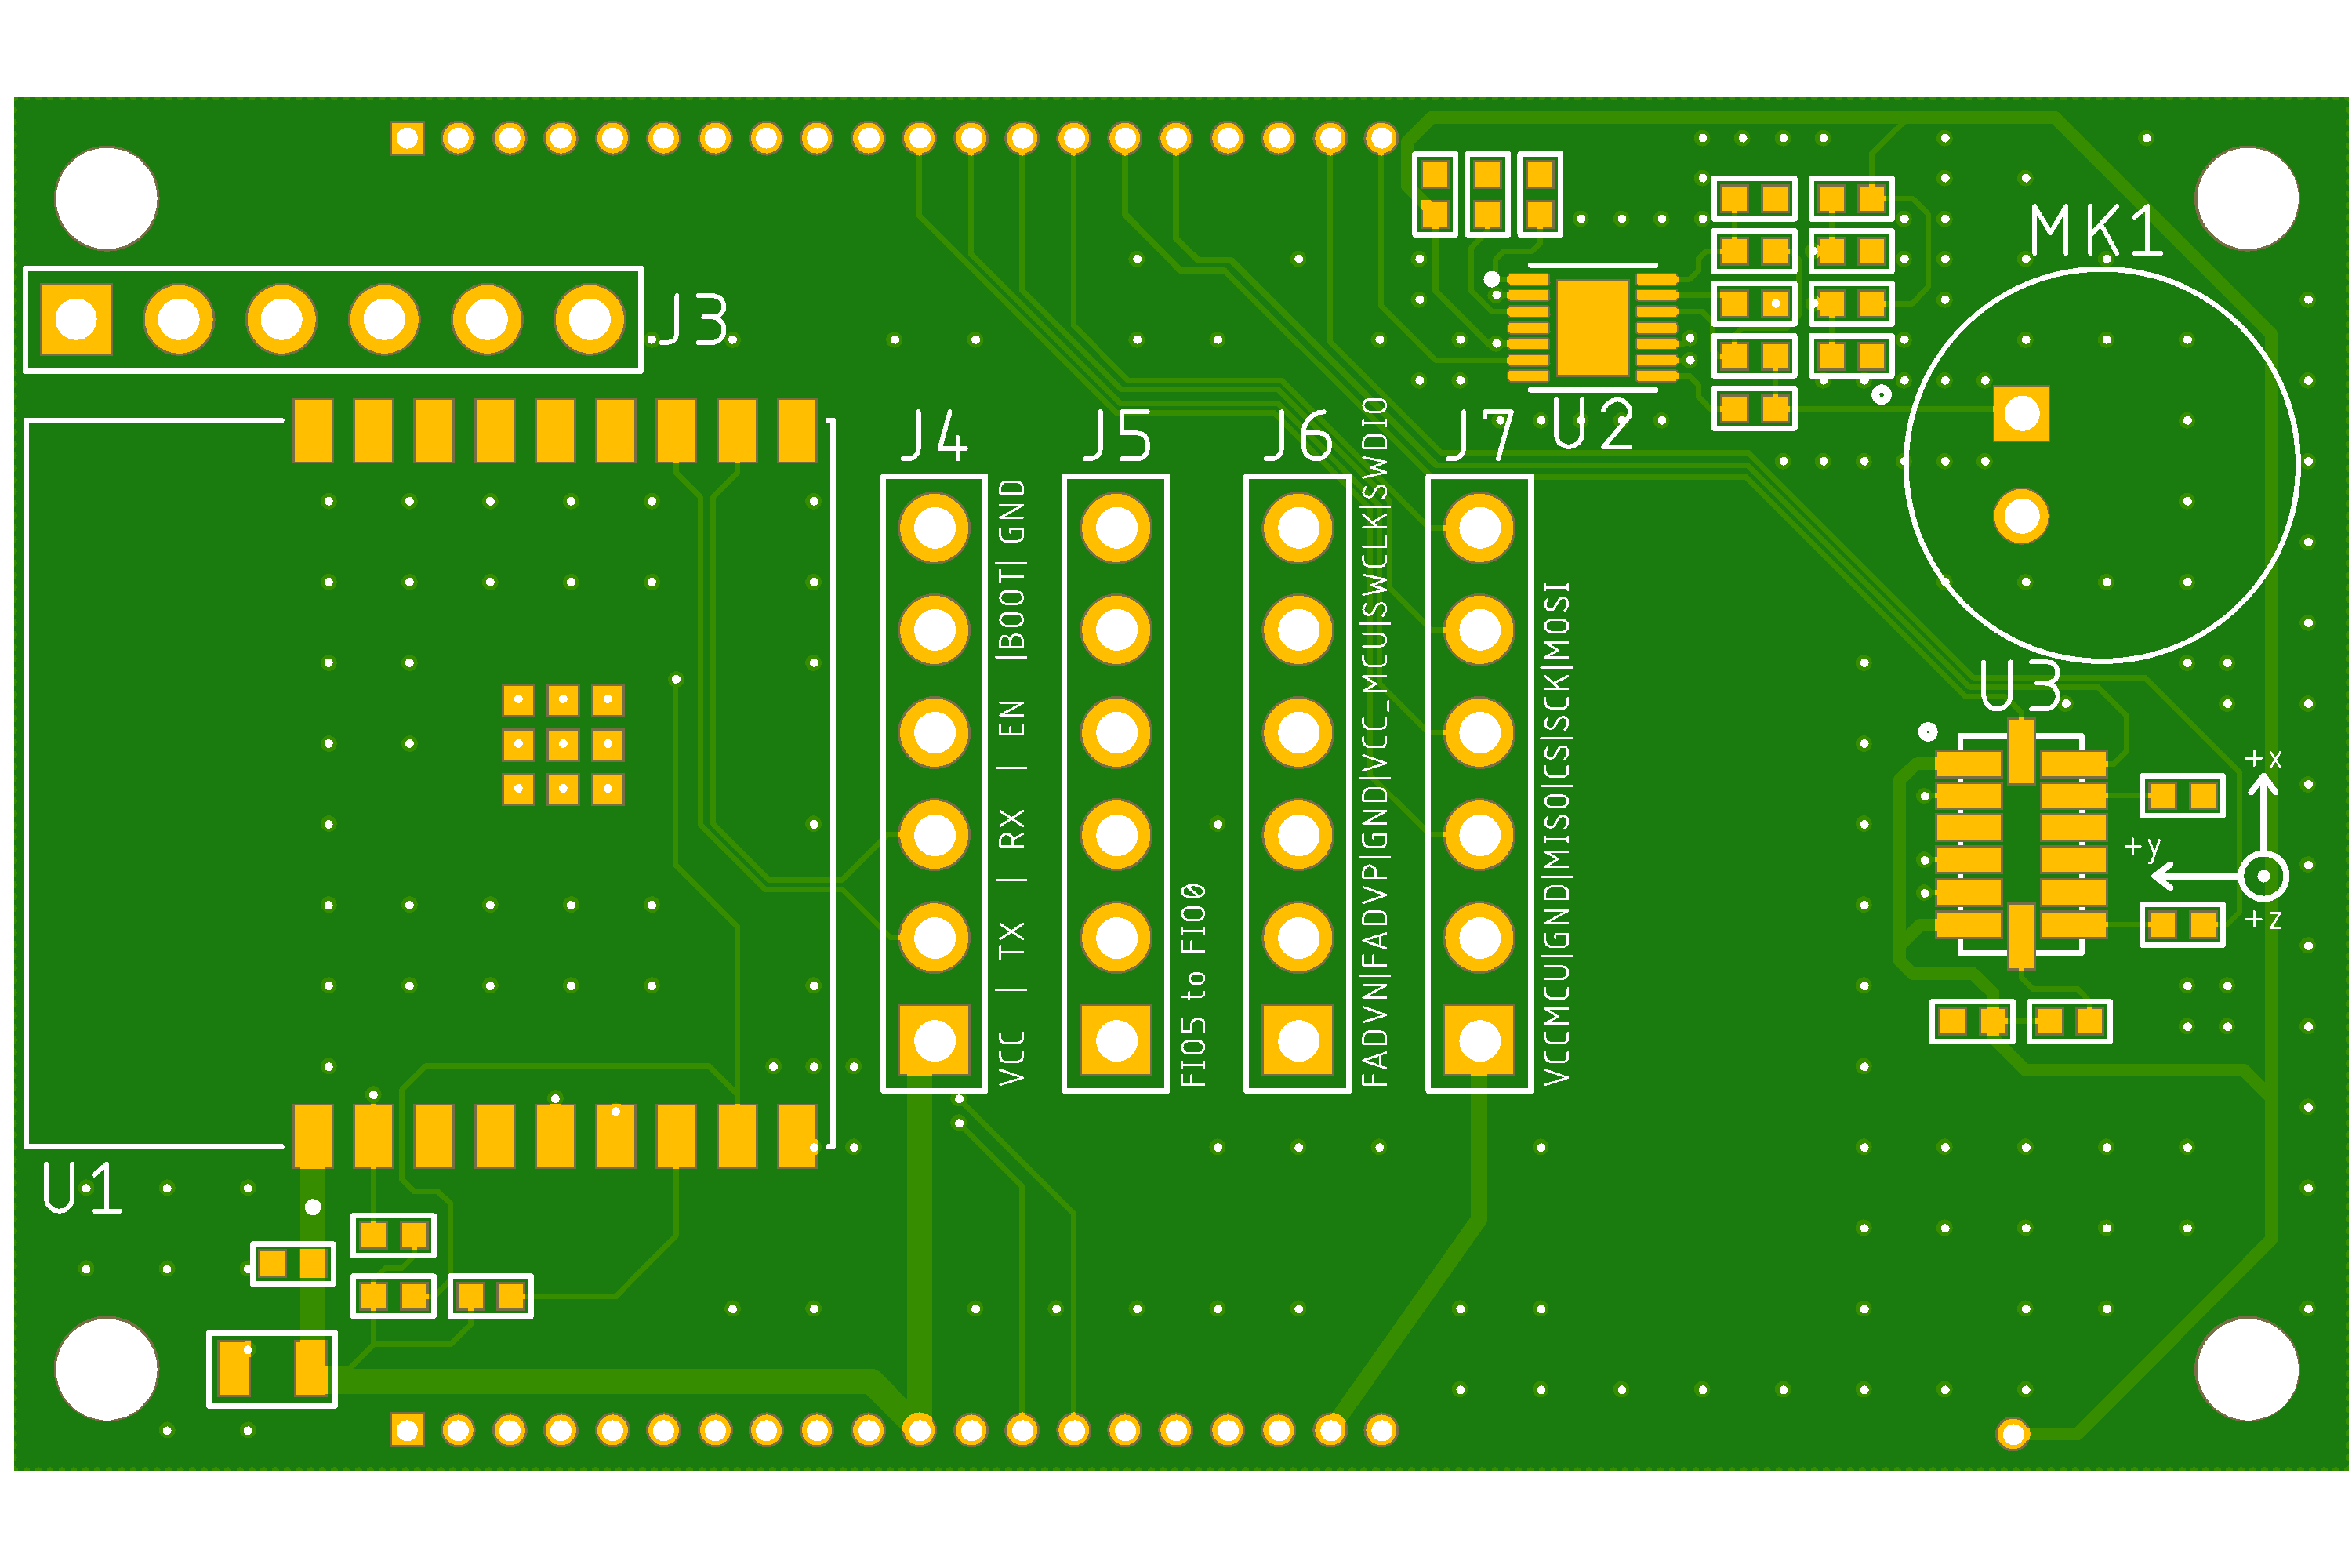 MK1
J3
J4
J5
J6
J7
U2
VCC | TX | RX | EN |BOOT| GND
FIO5 to FIO0
FADVN|FADVP|GND|VCC_MCU|SWCLK|SWDIO
VCCMCU|GND|MISO|CS|SCK|MOSI
U3
+x
+y
+z
U1